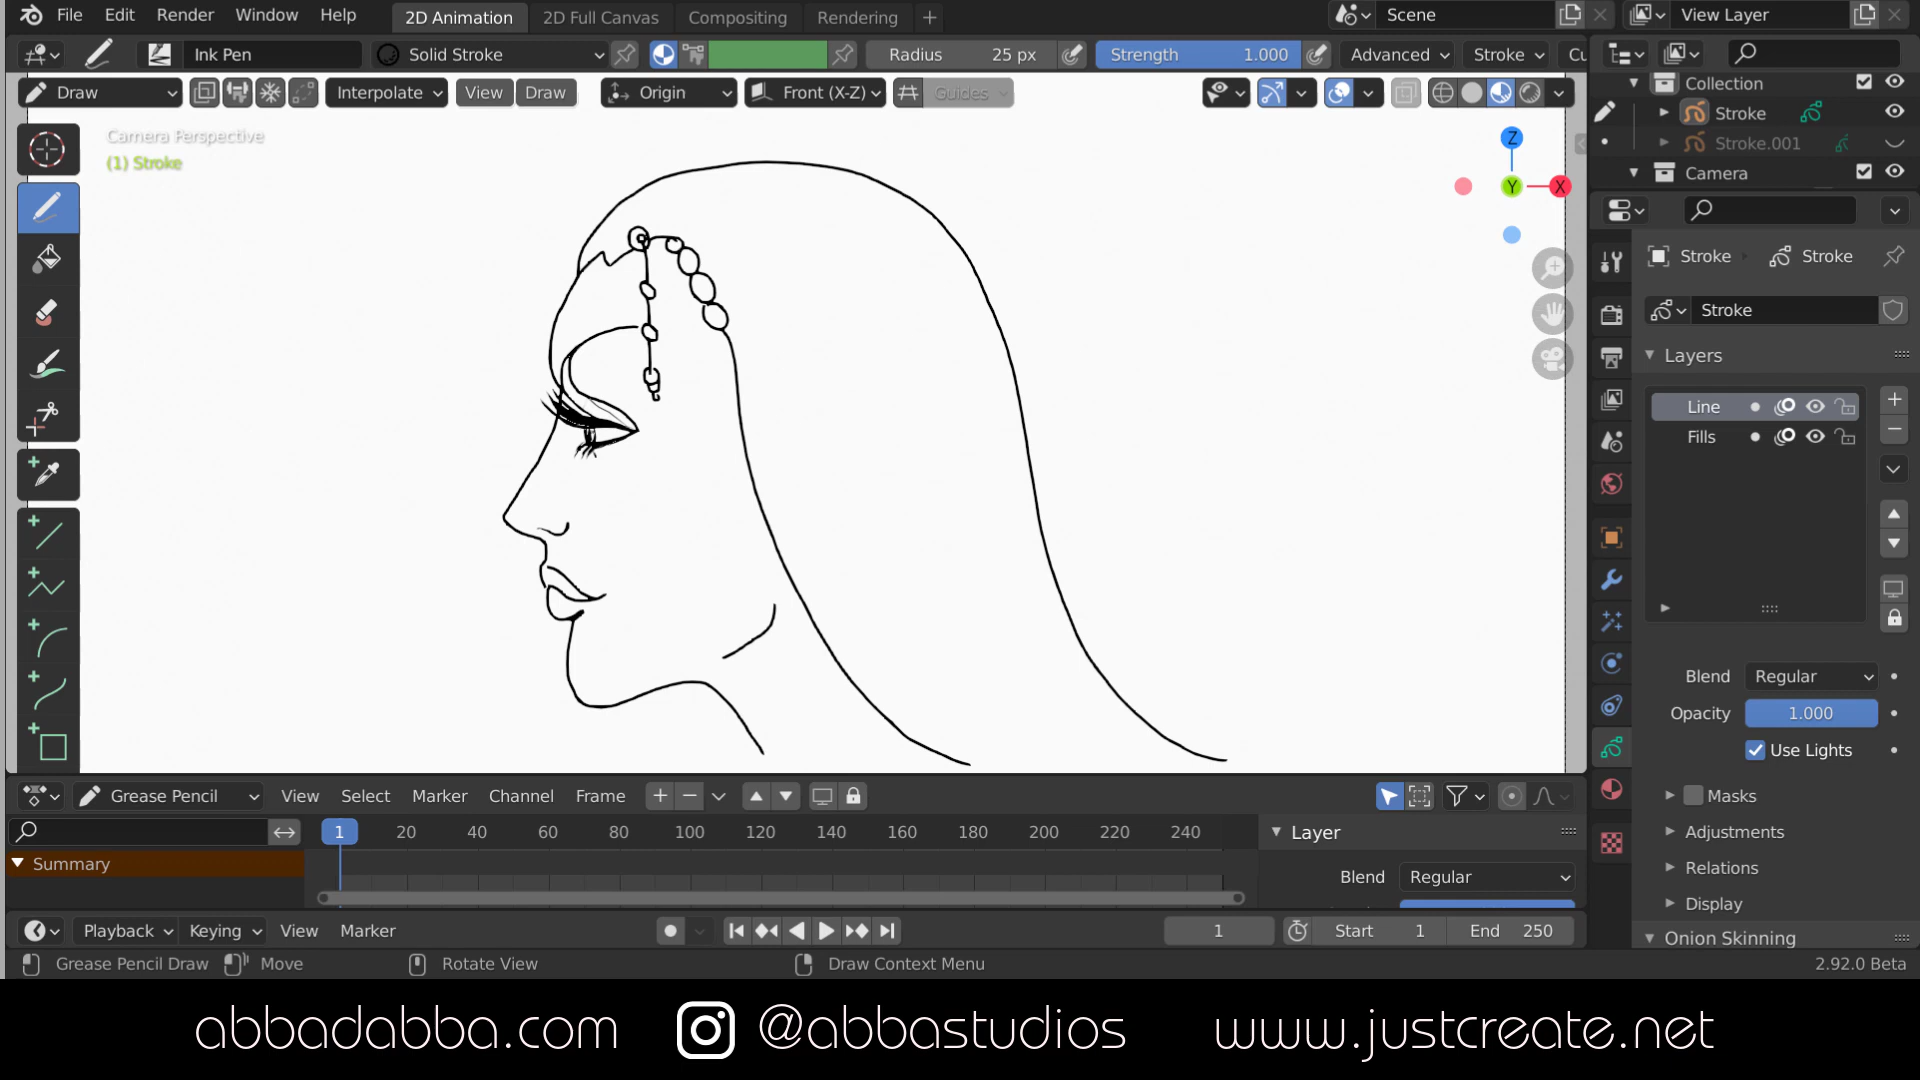 File Edit Render Window Help 2D Animation 2D Full Canvas Compositing Rendering + Scene View Layer
Ink Pen Solid Stroke Radius 25 px Strength 1.000 Advanced Stroke Cu
Draw Interpolate View Draw Origin Front (X-Z) Guides
Collection
Stroke
Stroke.001
Camera
Camera Perspective
(1) Stroke
Z
Y X
Stroke Stroke
Stroke
Layers
Line
Fills
Blend Regular
Opacity 1.000
Use Lights
Masks
Adjustments
Relations
Display
Onion Skinning
Grease Pencil View Select Marker Channel Frame
1 20 40 60 80 100 120 140 160 180 200 220 240 Layer
Summary
Blend Regular
Playback Keying View Marker 1 Start 1 End 250
Grease Pencil Draw Move Rotate View Draw Context Menu 2.92.0 Beta
abbadabba.com @abbastudios www.justcreate.net